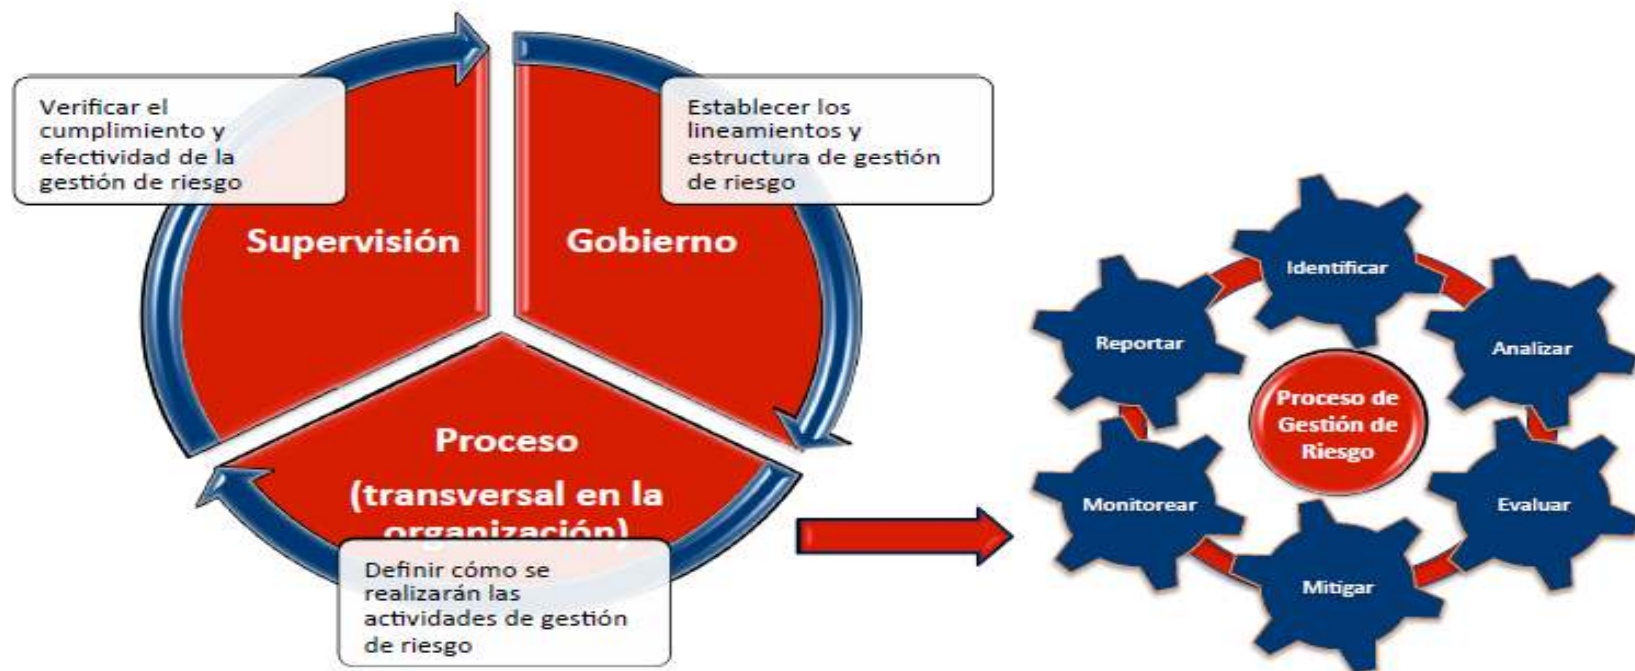 Verificar el
cumplimiento y
efectividad de la
gestión de riesgo
Establecer los
lineamientos y
estructura de gestión
de riesgo
Supervisión
Gobierno
Proceso
(transversal en la
organización)
Definir cómo se
realizarán las
actividades de gestión
de riesgo
Identificar
Analizar
Evaluar
Mitigar
Monitorear
Reportar
Proceso de
Gestión de
Riesgo